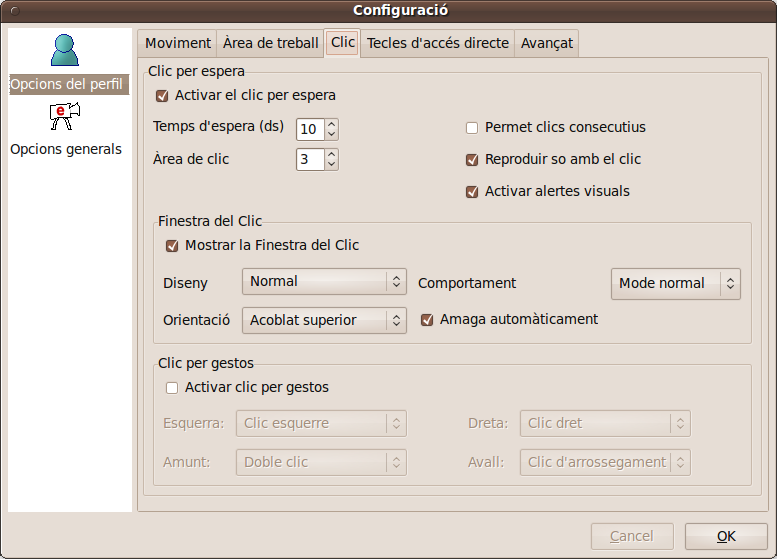 Configuració
Opcions del perfil
e
Opcions generals
Moviment Àrea de treball Clic Tecles d'accés directe Avançat
Clic per espera
Activar el clic per espera
Temps d'espera (ds) 10 Permet clics consecutius
Àrea de clic 3 Reproduir so amb el clic
Activar alertes visuals
Finestra del Clic
Mostrar la Finestra del Clic
Diseny Normal Comportament Mode normal
Orientació Acoblat superior Amaga automàticament
Clic per gestos
Activar clic per gestos
Esquerra: Clic esquerre Dreta: Clic dret
Amunt: Doble clic Avall: Clic d'arrossegament
Cancel OK